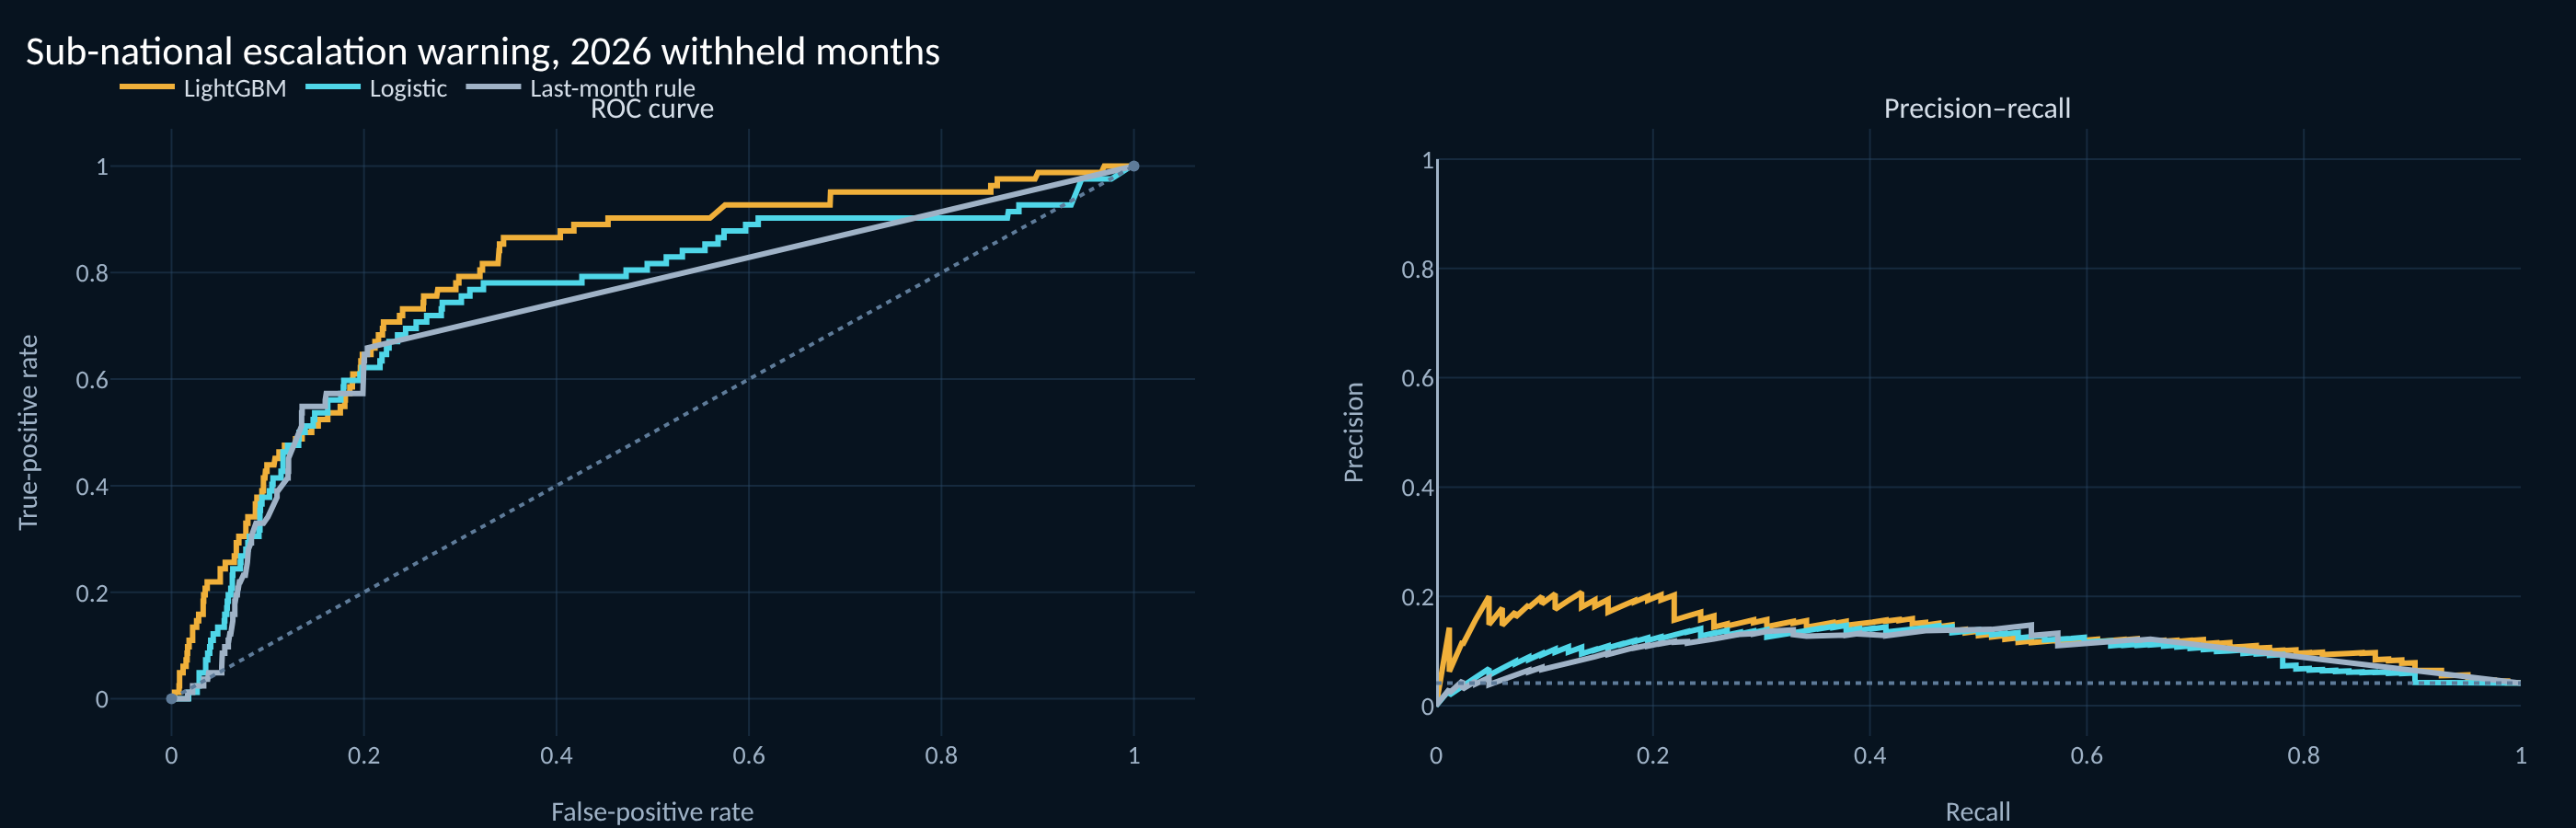 Sub-national escalation warning, 2026 withheld months
LightGBM Logistic Last-month rule
ROC curve
Precision–recall
True-positive rate
1
0.8
0.6
0.4
0.2
0
0 0.2 0.4 0.6 0.8 1
False-positive rate
Precision
1
0.8
0.6
0.4
0.2
0
0 0.2 0.4 0.6 0.8 1
Recall